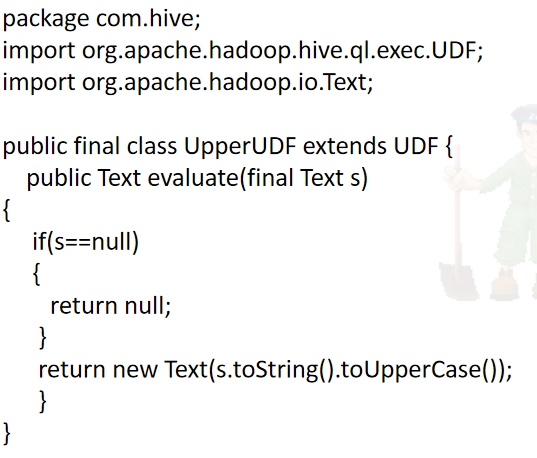 package com.hive;
import org.apache.hadoop.hive.ql.exec.UDF;
import org.apache.hadoop.io.Text;
public final class UpperUDF extends UDF {
public Text evaluate(final Text s)
{
if(s==null)
{
return null;
}
return new Text(s.toString().toUpperCase());
}
}